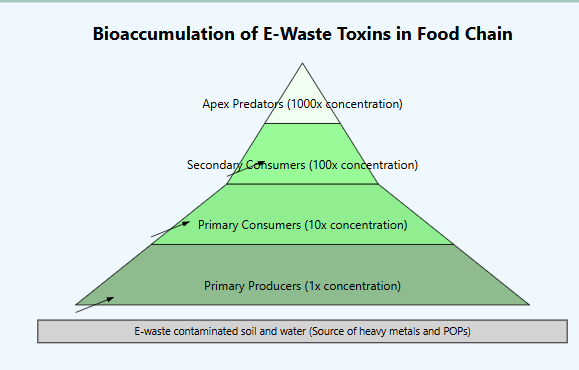 Bioaccumulation of E-Waste Toxins in Food Chain
Apex Predators (1000x concentration)
Secondary Consumers (100x concentration)
Primary Consumers (10x concentration)
Primary Producers (1x concentration)
E-waste contaminated soil and water (Source of heavy metals and POPs)